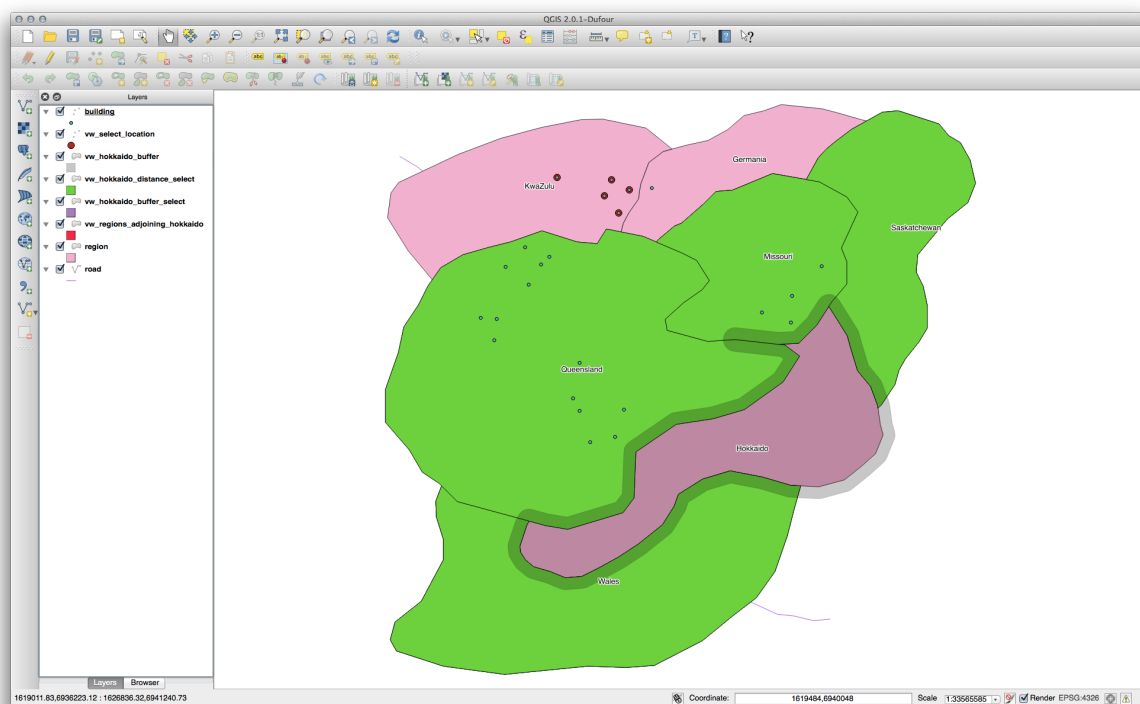 QGIS 2.0.1-Dufour
Layers
building
vw_select_location
vw_hokkaido_buffer
vw_hokkaido_distance_select
vw_hokkaido_buffer_select
vw_regions_adjoining_hokkaido
region
road
Germania
KwaZulu
Saskatchewan
Missouri
Queensland
Hokkaido
Wales
Layers Browser
1619011.83,6936223.12 : 1626836.32,6941240.73 Coordinate: 1619484,6940048 Scale 1:33565585 Render EPSG:4326